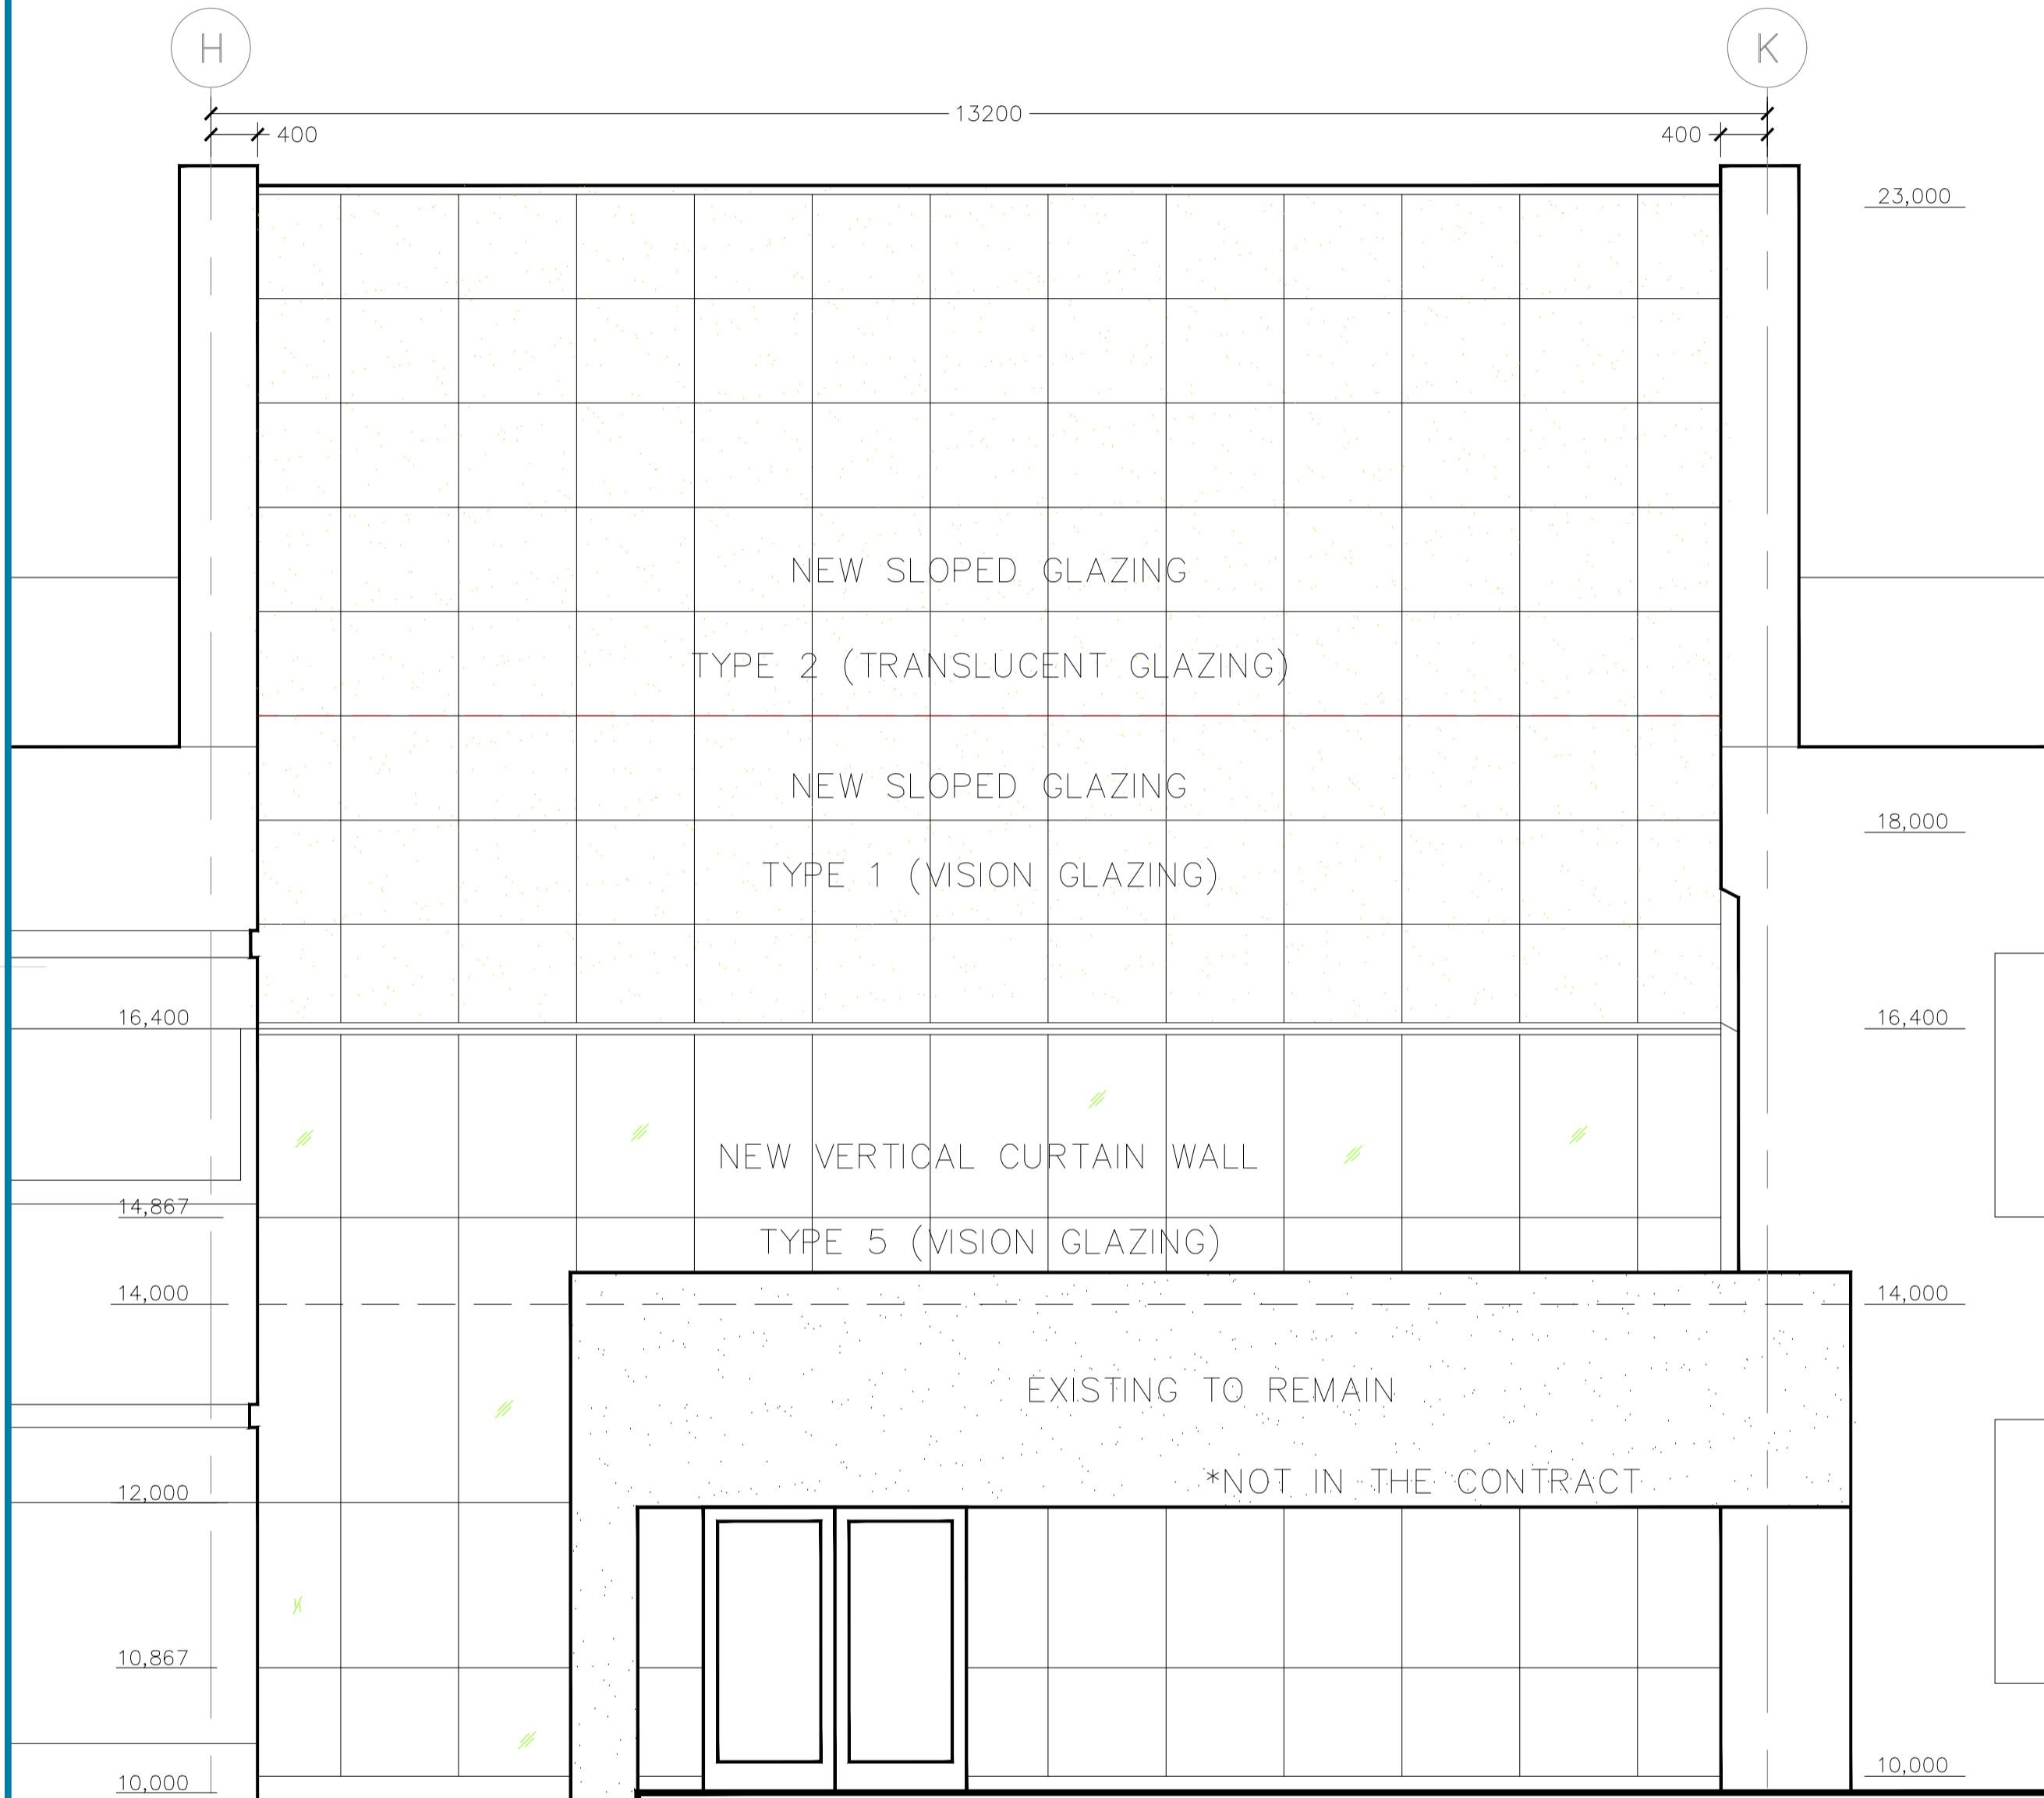 H K
13200
400 400
23,000
NEW SLOPED GLAZING
TYPE 2 (TRANSLUCENT GLAZING)
NEW SLOPED GLAZING
18,000
TYPE 1 (VISION GLAZING)
16,400 16,400
NEW VERTICAL CURTAIN WALL
14,867
TYPE 5 (VISION GLAZING)
14,000 14,000
EXISTING TO REMAIN
*NOT IN THE CONTRACT
12,000
10,867
10,000 10,000